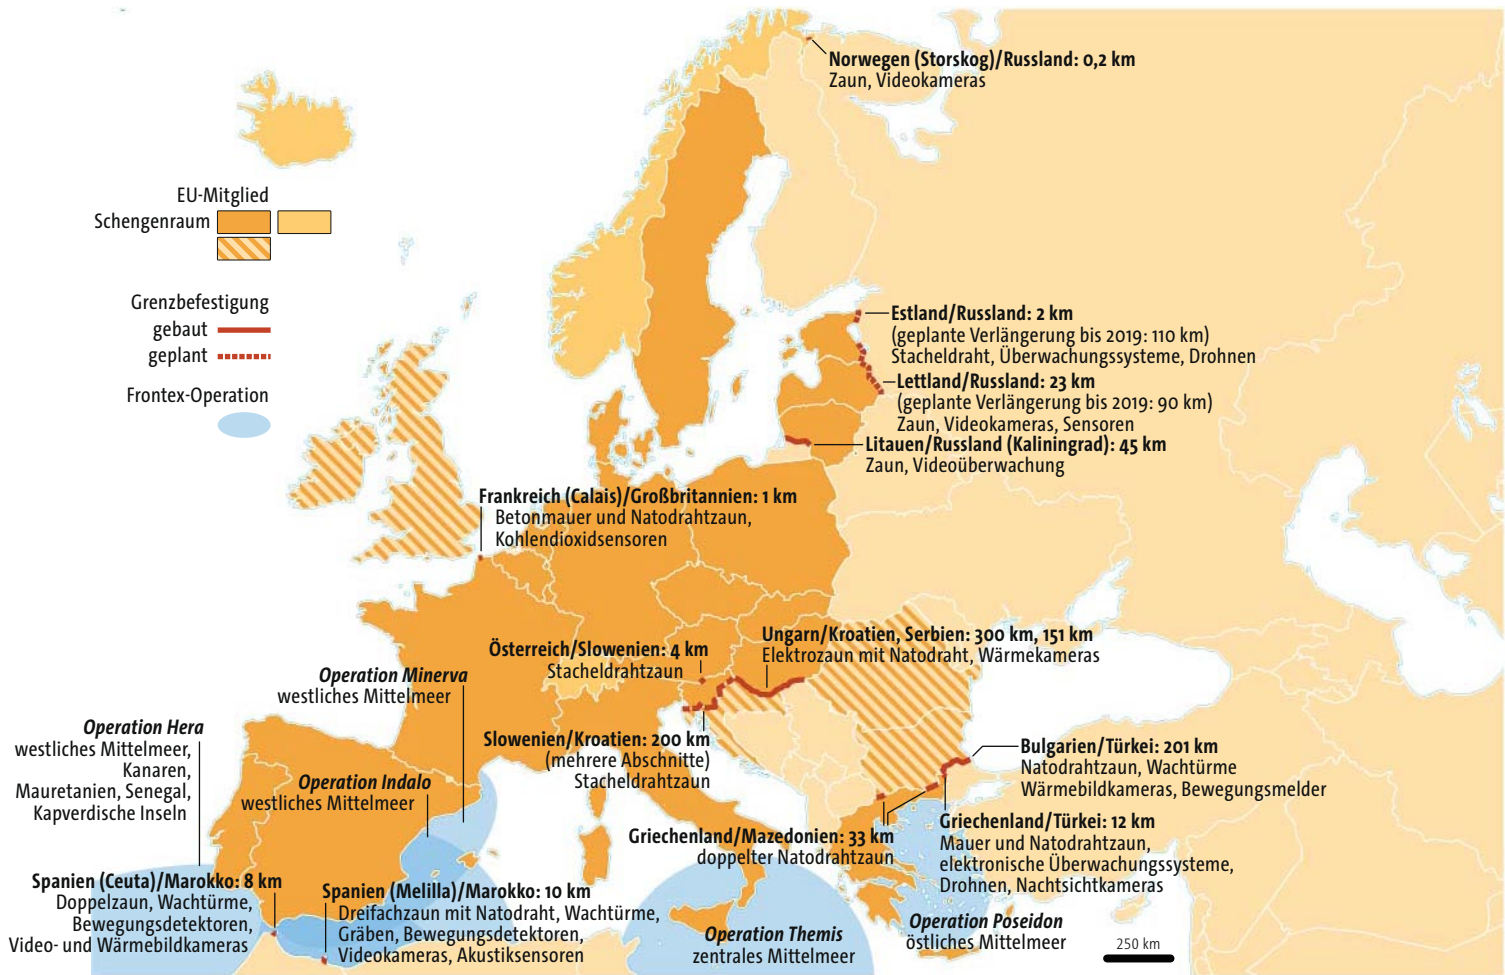 Norwegen (Storskog)/Russland: 0,2 km
Zaun, Videokameras
EU-Mitglied
Schengenraum
Grenzbefestigung
gebaut
geplant
Frontex-Operation
Estland/Russland: 2 km
(geplante Verlängerung bis 2019: 110 km)
Stacheldraht, Überwachungssysteme, Drohnen
Lettland/Russland: 23 km
(geplante Verlängerung bis 2019: 90 km)
Zaun, Videokameras, Sensoren
Litauen/Russland (Kaliningrad): 45 km
Zaun, Videoüberwachung
Frankreich (Calais)/Großbritannien: 1 km
Betonmauer und Natodrahtzaun,
Kohlendioxidsensoren
Österreich/Slowenien: 4 km
Stacheldrahtzaun
Ungarn/Kroatien, Serbien: 300 km, 151 km
Elektrozaun mit Natodraht, Wärmekameras
Operation Minerva
westliches Mittelmeer
Operation Hera
westliches Mittelmeer,
Kanaren,
Mauretanien, Senegal,
Kapverdische Inseln
Operation Indalo
westliches Mittelmeer
Slowenien/Kroatien: 200 km
(mehrere Abschnitte)
Stacheldrahtzaun
Bulgarien/Türkei: 201 km
Natodrahtzaun, Wachtürme
Wärmebildkameras, Bewegungsmelder
Griechenland/Mazedonien: 33 km
doppelter Natodrahtzaun
Griechenland/Türkei: 12 km
Mauer und Natodrahtzaun,
elektronische Überwachungssysteme,
Drohnen, Nachtsichtkameras
Spanien (Ceuta)/Marokko: 8 km
Doppelzaun, Wachtürme,
Bewegungsdetektoren,
Video- und Wärmebildkameras
Spanien (Melilla)/Marokko: 10 km
Dreifachzaun mit Natodraht, Wachtürme,
Gräben, Bewegungsdetektoren,
Videokameras, Akustiksensoren
Operation Themis
zentrales Mittelmeer
Operation Poseidon
östliches Mittelmeer
250 km